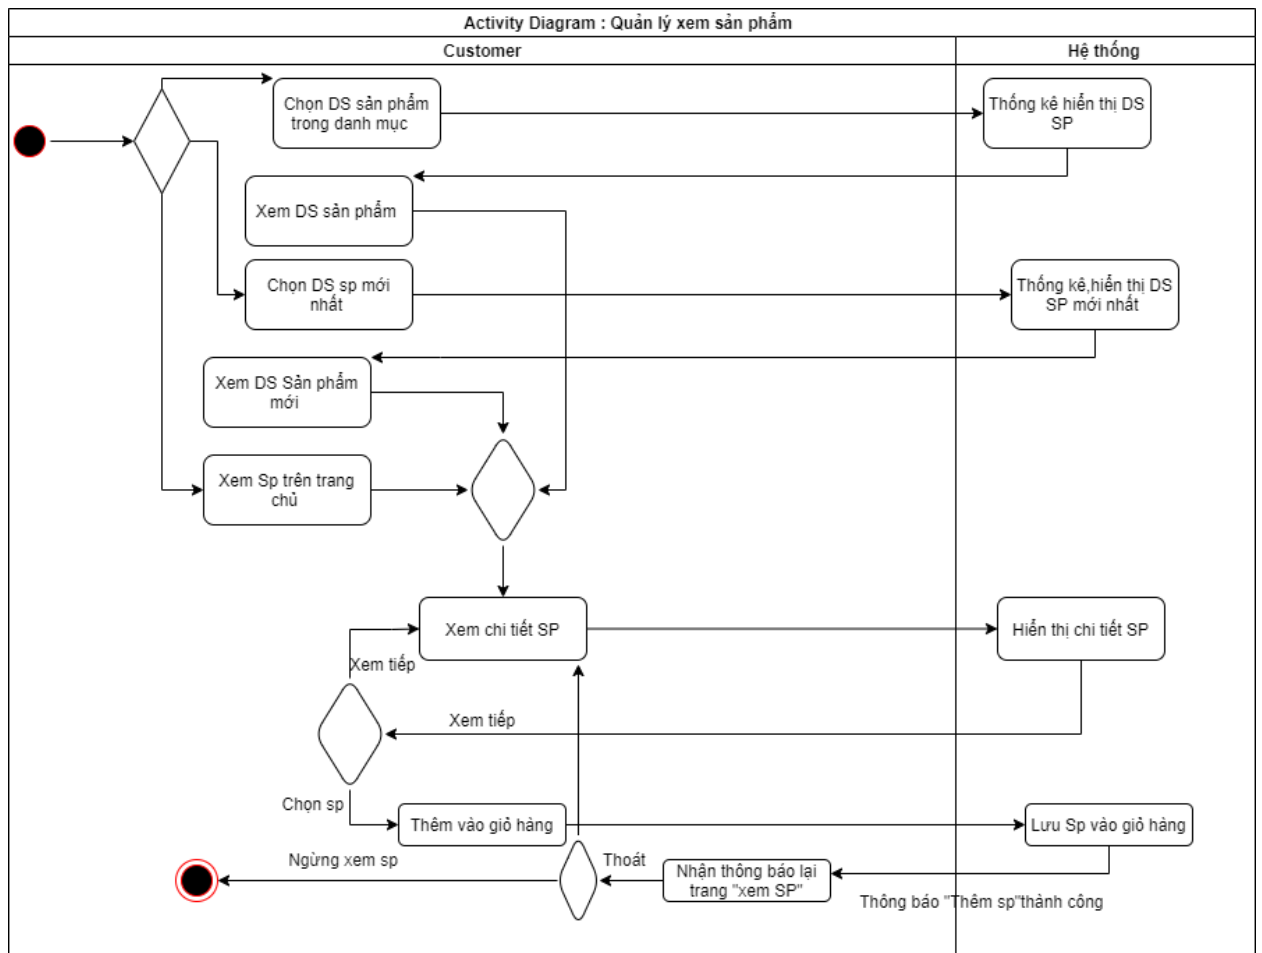 Activity Diagram : Quản lý xem sản phẩm
Customer
Hệ thống
Chọn DS sản phẩm
trong danh mục
Thống kê hiển thị DS
SP
Xem DS sản phẩm
Chọn DS sp mới
nhất
Thống kê,hiển thị DS
SP mới nhất
Xem DS Sản phẩm
mới
Xem Sp trên trang
chủ
Xem chi tiết SP
Hiển thị chi tiết SP
Xem tiếp
Xem tiếp
Chọn sp
Thêm vào giỏ hàng
Lưu Sp vào giỏ hàng
Ngừng xem sp
Thoát
Nhận thông báo lại
trang "xem SP"
Thông báo "Thêm sp"thành công